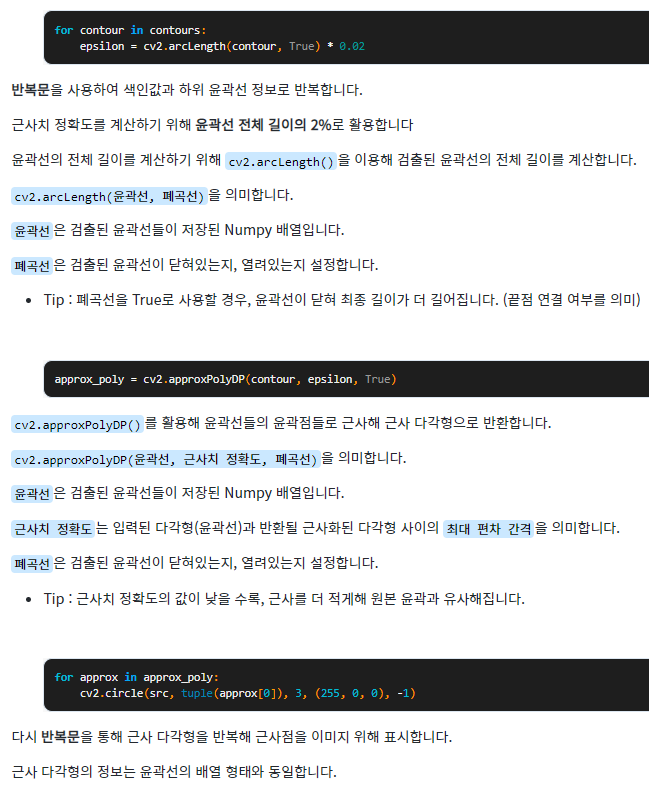 for contour in contours:
    epsilon = cv2.arcLength(contour, True) * 0.02
반복문을 사용하여 색인값과 하위 윤곽선 정보로 반복합니다.
근사치 정확도를 계산하기 위해 윤곽선 전체 길이의 2%로 활용합니다
윤곽선의 전체 길이를 계산하기 위해 cv2.arcLength()을 이용해 검출된 윤곽선의 전체 길이를 계산합니다.
cv2.arcLength(윤곽선, 폐곡선)을 의미합니다.
윤곽선은 검출된 윤곽선들이 저장된 Numpy 배열입니다.
폐곡선은 검출된 윤곽선이 닫혀있는지, 열려있는지 설정합니다.
• Tip : 폐곡선을 True로 사용할 경우, 윤곽선이 닫혀 최종 길이가 더 길어집니다. (끝점 연결 여부를 의미)
approx_poly = cv2.approxPolyDP(contour, epsilon, True)
cv2.approxPolyDP()를 활용해 윤곽선들의 윤곽점들로 근사해 근사 다각형으로 반환합니다.
cv2.approxPolyDP(윤곽선, 근사치 정확도, 폐곡선)을 의미합니다.
윤곽선은 검출된 윤곽선들이 저장된 Numpy 배열입니다.
근사치 정확도는 입력된 다각형(윤곽선)과 반환될 근사화된 다각형 사이의 최대 편차 간격을 의미합니다.
폐곡선은 검출된 윤곽선이 닫혀있는지, 열려있는지 설정합니다.
• Tip : 근사치 정확도의 값이 낮을 수록, 근사를 더 적게해 원본 윤곽과 유사해집니다.
for approx in approx_poly:
    cv2.circle(src, tuple(approx[0]), 3, (255, 0, 0), -1)
다시 반복문을 통해 근사 다각형을 반복해 근사점을 이미지 위해 표시합니다.
근사 다각형의 정보는 윤곽선의 배열 형태와 동일합니다.